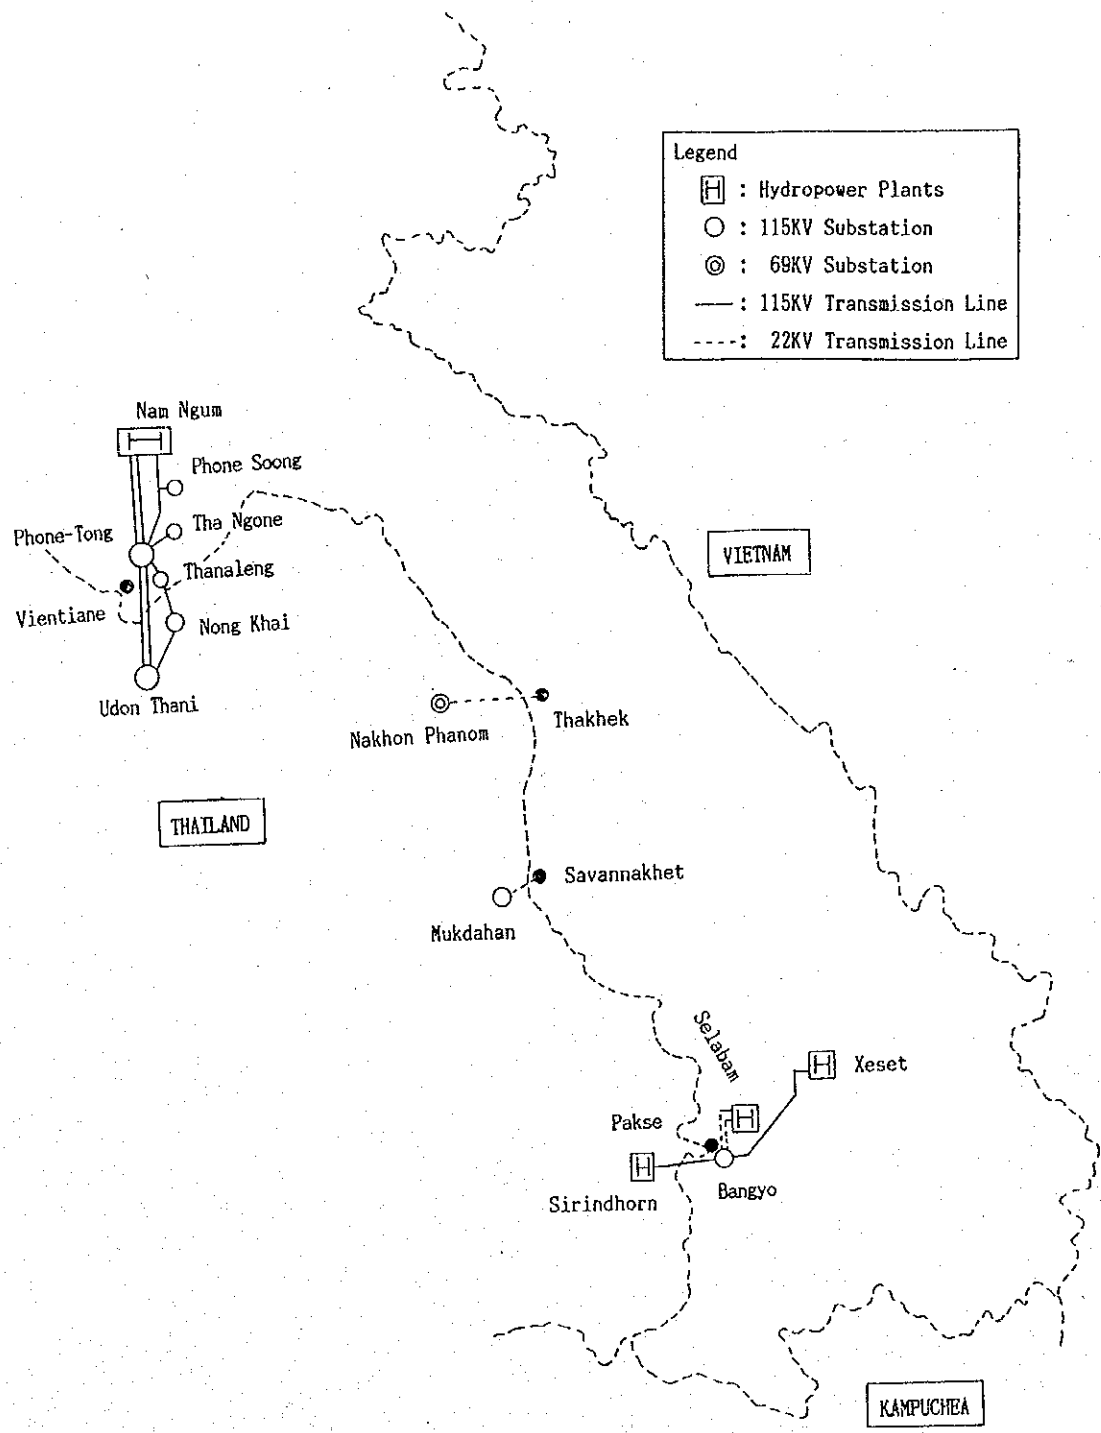 Legend
H : Hydropower Plants
: 115KV Substation
: 69KV Substation
: 115KV Transmission Line
: 22KV Transmission Line
Nam Ngum
H
Phone Soong
Tha Ngone
Phone-Tong
Thanaleng
Vientiane
Nong Khai
Udon Thani
VIETNAM
Thakhek
Nakhon Phanom
THAILAND
Savannakhet
Mukdahan
Selabam
H
Xeset
H
Pakse
H
Bangyo
Sirindhorn
KAMPUCHEA